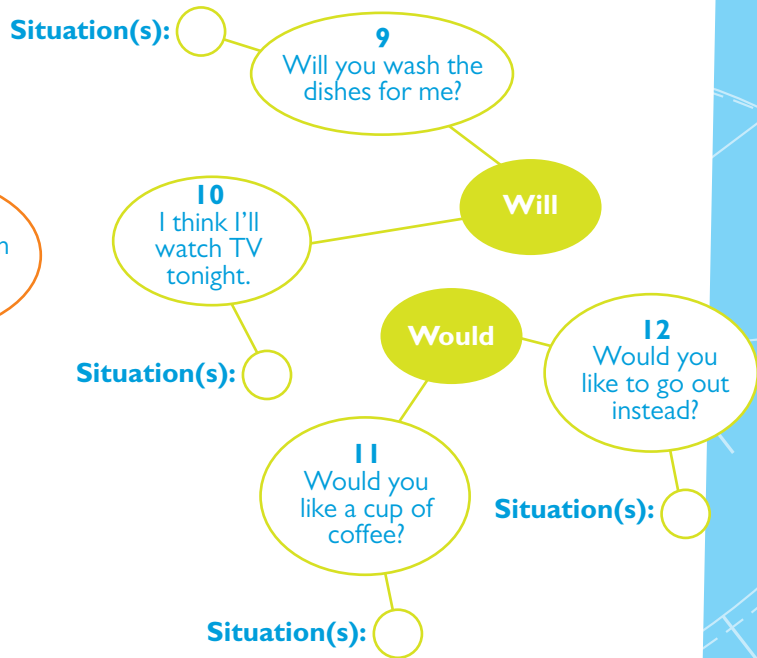 Situation(s):
9
Will you wash the
dishes for me?
Will
10
I think I'll
watch TV
tonight.
Situation(s):
Would
12
Would you
like to go out
instead?
Situation(s):
11
Would you
like a cup of
coffee?
Situation(s):